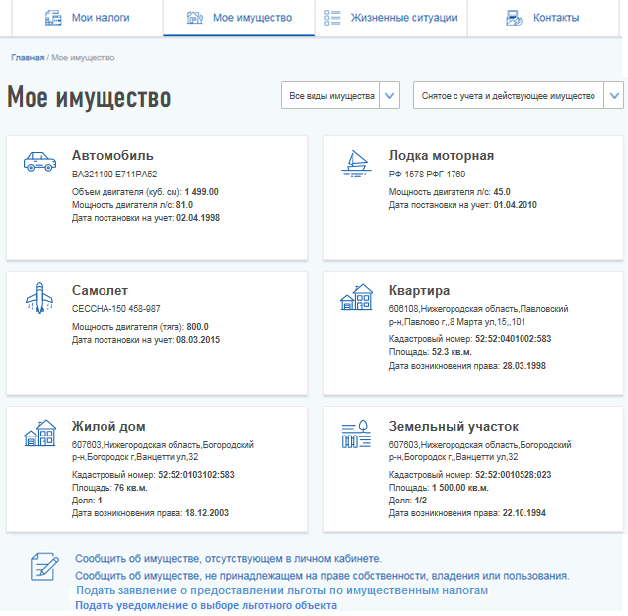 Мои налоги
Мое имущество
Жизненные ситуации
Контакты
Главная / Мое имущество
Мое имущество
Все виды имущества
Снятое с учета и действующее имущество
Автомобиль
ВАЗ21100 Е711РА52
Объем двигателя (куб. см): 1 499.00
Мощность двигателя л/с: 81.0
Дата постановки на учет: 02.04.1998
Лодка моторная
РФ 1578 РФГ 1760
Мощность двигателя л/с: 45.0
Дата постановки на учет: 01.04.2010
Самолет
СЕССНА-150 458-987
Мощность двигателя (тяга): 800.0
Дата постановки на учет: 08.03.2015
Квартира
606108,Нижегородская область,Павловский
р-н,Павлово г,,8 Марта ул,15,,101
Кадастровый номер: 52:52:0401002:583
Площадь: 52.3 кв.м.
Дата возникновения права: 28.03.1998
Жилой дом
607603,Нижегородская область,Богородский
р-н,Богородск г,,Ванцетти ул,32
Кадастровый номер: 52:52:0103102:583
Площадь: 76 кв.м.
Доля: 1
Дата возникновения права: 18.12.2003
Земельный участок
607603,Нижегородская область,Богородский
р-н,Богородск г,,Ванцетти ул,32
Кадастровый номер: 52:52:0010528:023
Площадь: 1 500.00 кв.м.
Доля: 1/2
Дата возникновения права: 22.10.1994
Сообщить об имуществе, отсутствующем в личном кабинете.
Сообщить об имуществе, не принадлежащем на праве собственности, владения или пользования.
Подать заявление о предоставлении льготы по имущественным налогам
Подать уведомление о выборе льготного объекта